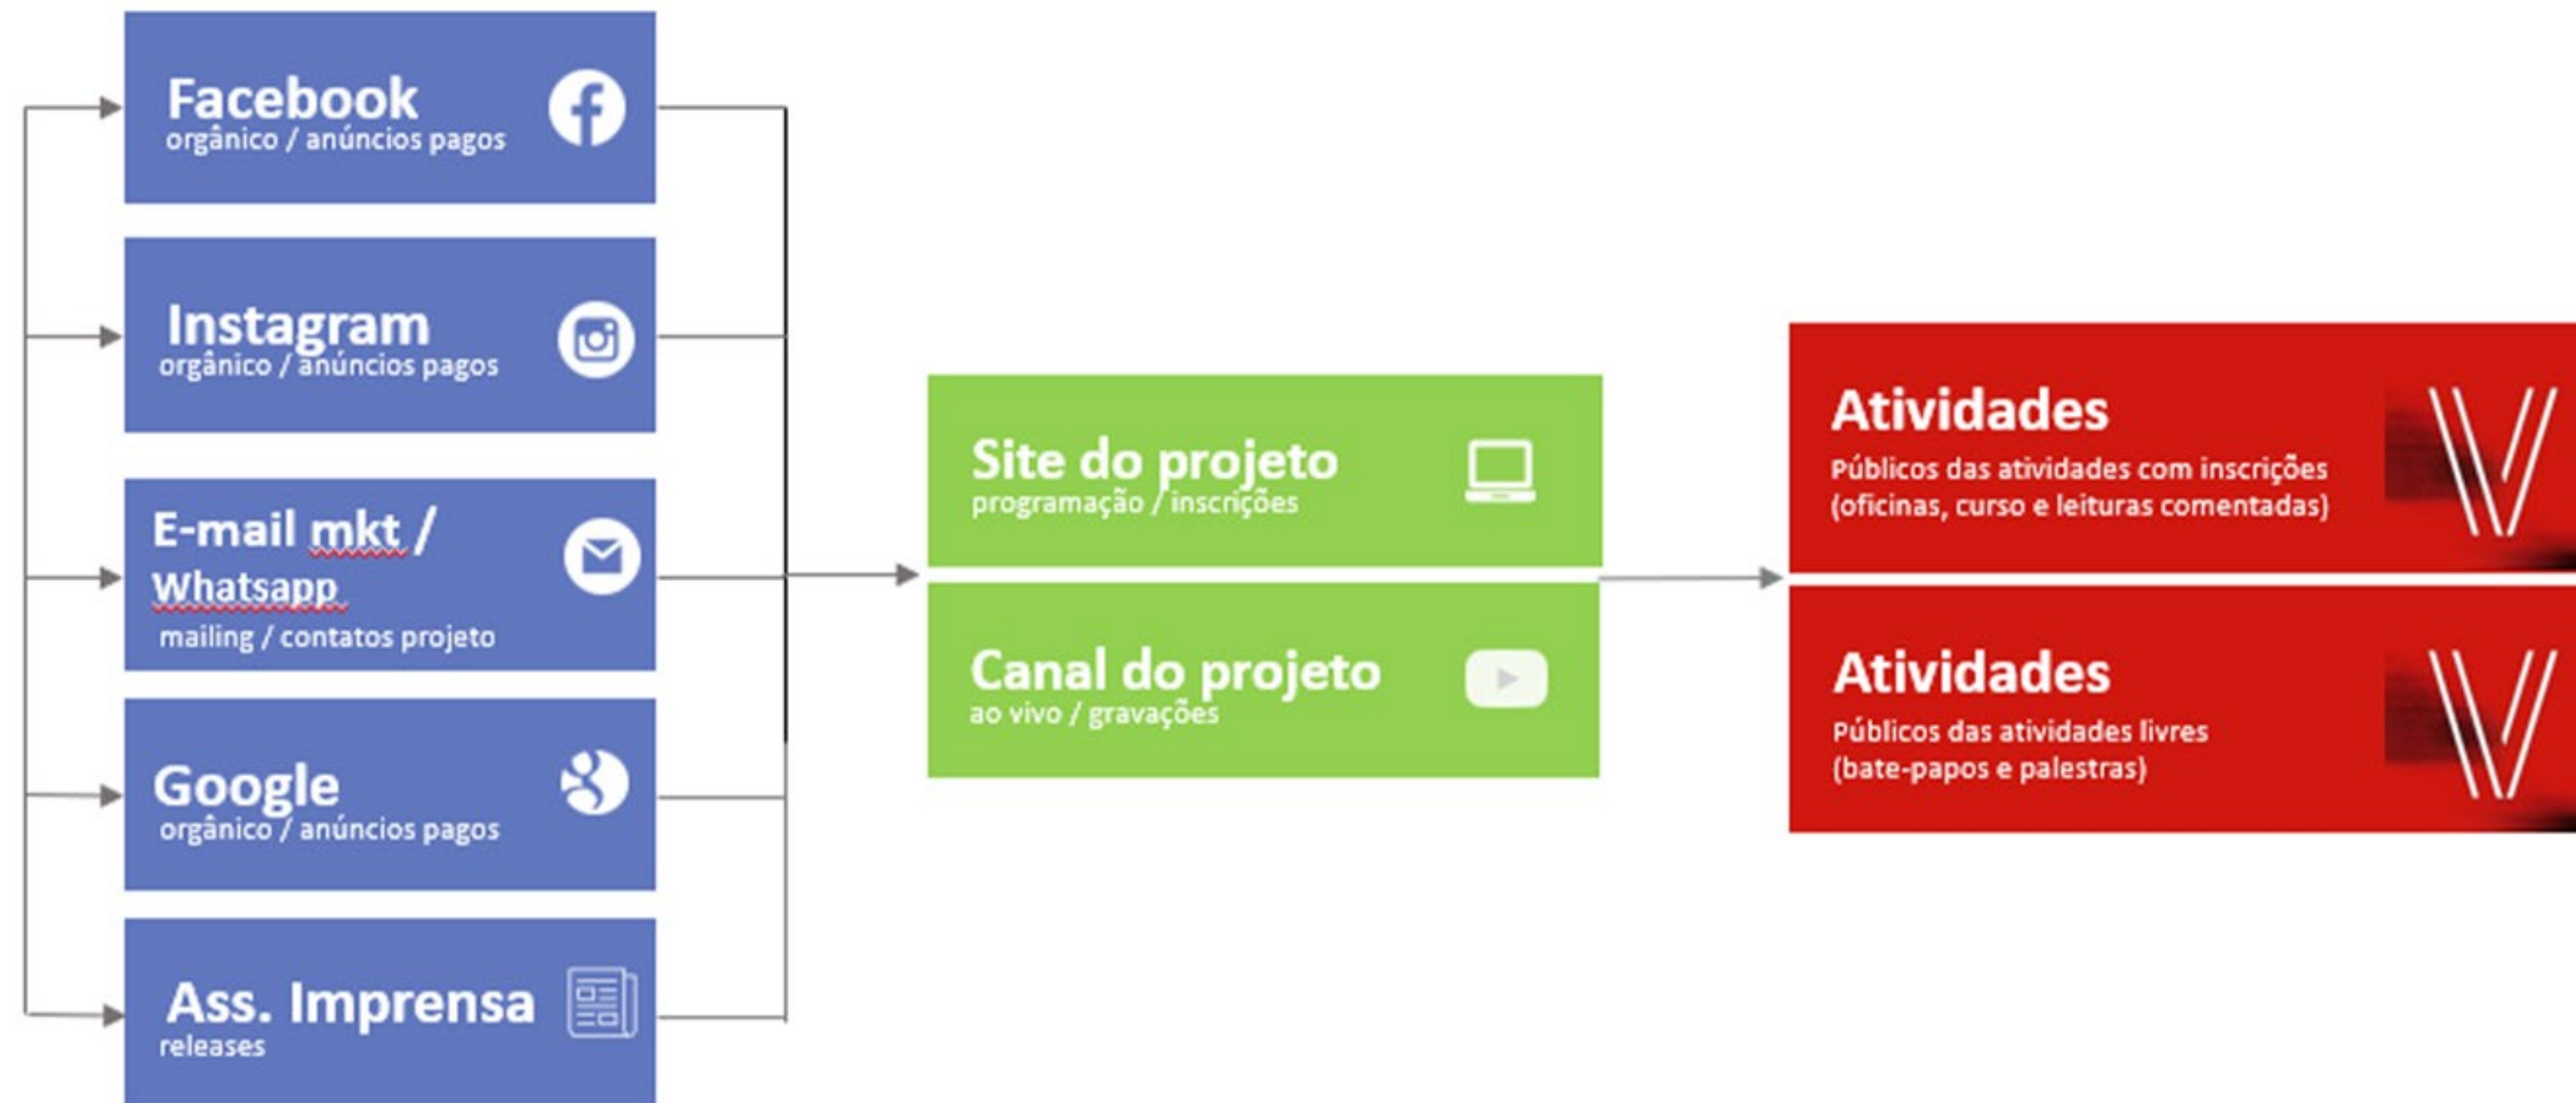 Facebook
orgânico / anúncios pagos
Instagram
orgânico / anúncios pagos
E-mail mkt /
Whatsapp
mailing / contatos projeto
Google
orgânico / anúncios pagos
Ass. Imprensa
releases
Site do projeto
programação / inscrições
Canal do projeto
ao vivo / gravações
Atividades
Públicos das atividades com inscrições
(oficinas, curso e leituras comentadas)
Atividades
Públicos das atividades livres
(bate-papos e palestras)